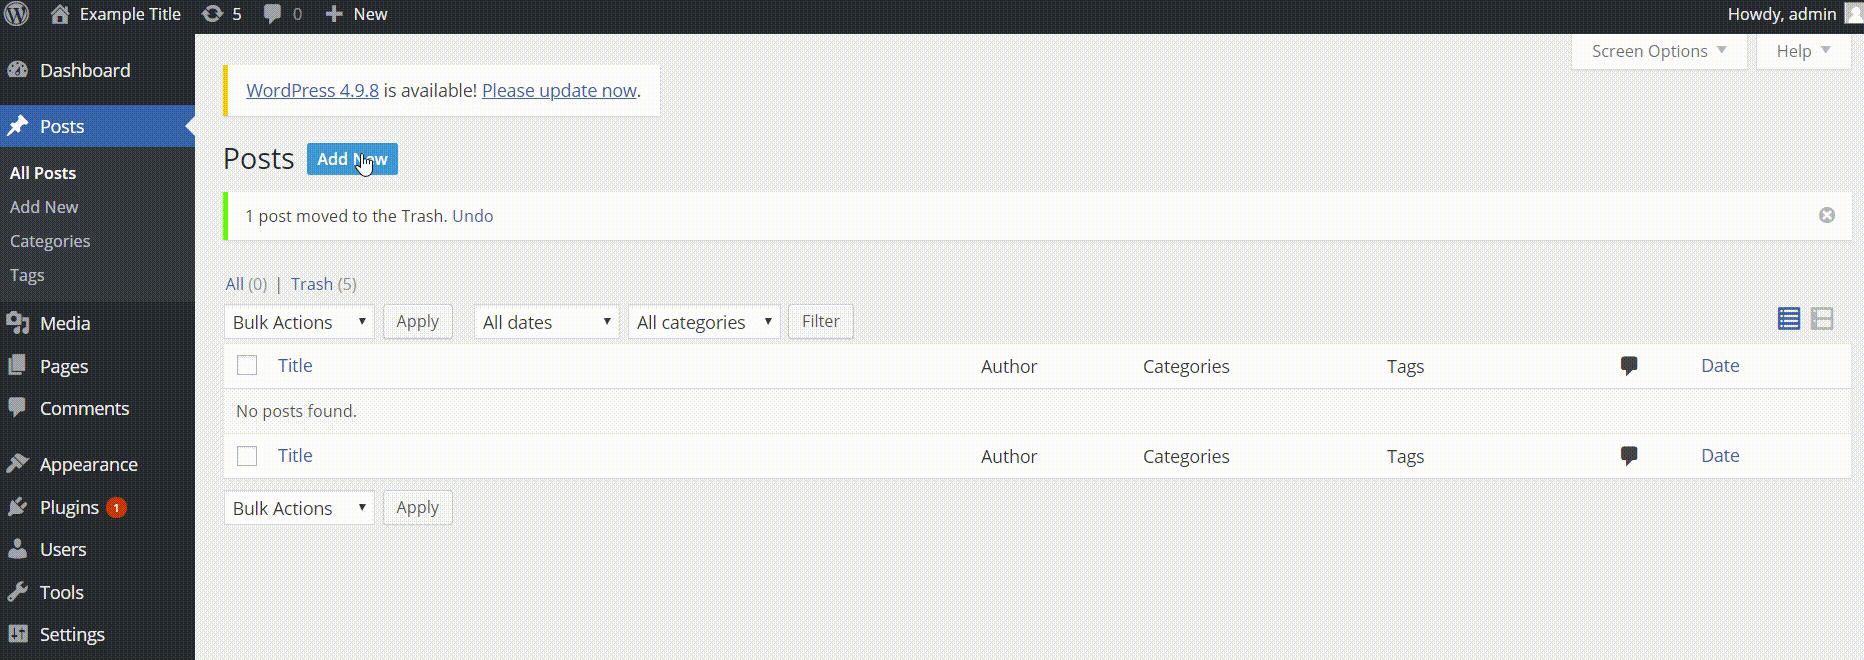 Example Title 5 0 New Howdy, admin
Screen Options Help
Dashboard
Posts
All Posts
Add New
Categories
Tags
Media
Pages
Comments
Appearance
Plugins 1
Users
Tools
Settings
WordPress 4.9.8 is available! Please update now.
Posts Add New
1 post moved to the Trash. Undo
All (0) | Trash (5)
Bulk Actions Apply All dates All categories Filter
Title Author Categories Tags Date
No posts found.
Title Author Categories Tags Date
Bulk Actions Apply